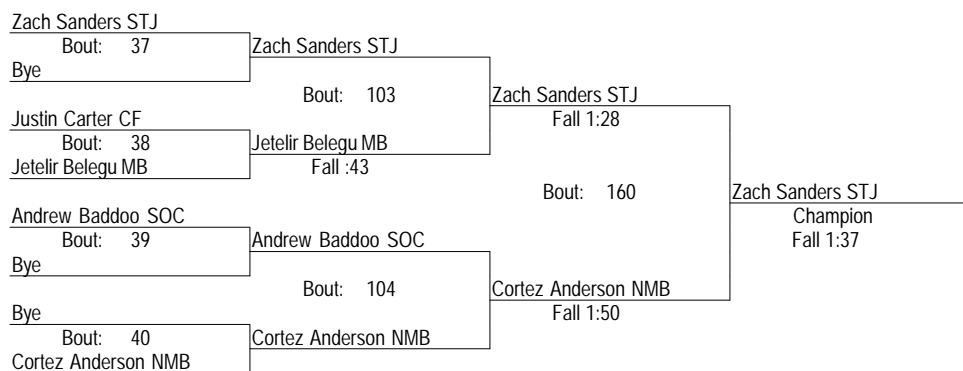 Zach Sanders STJ
Bout: 37
Bye
Zach Sanders STJ
Bout: 103
Justin Carter CF
Bout: 38
Jetelir Belegu MB
Jetelir Belegu MB
Fall :43
Zach Sanders STJ
Fall 1:28
Bout: 160
Andrew Baddoo SOC
Bout: 39
Bye
Andrew Baddoo SOC
Bout: 104
Bye
Bout: 40
Cortez Anderson NMB
Cortez Anderson NMB
Cortez Anderson NMB
Fall 1:50
Zach Sanders STJ
Champion
Fall 1:37